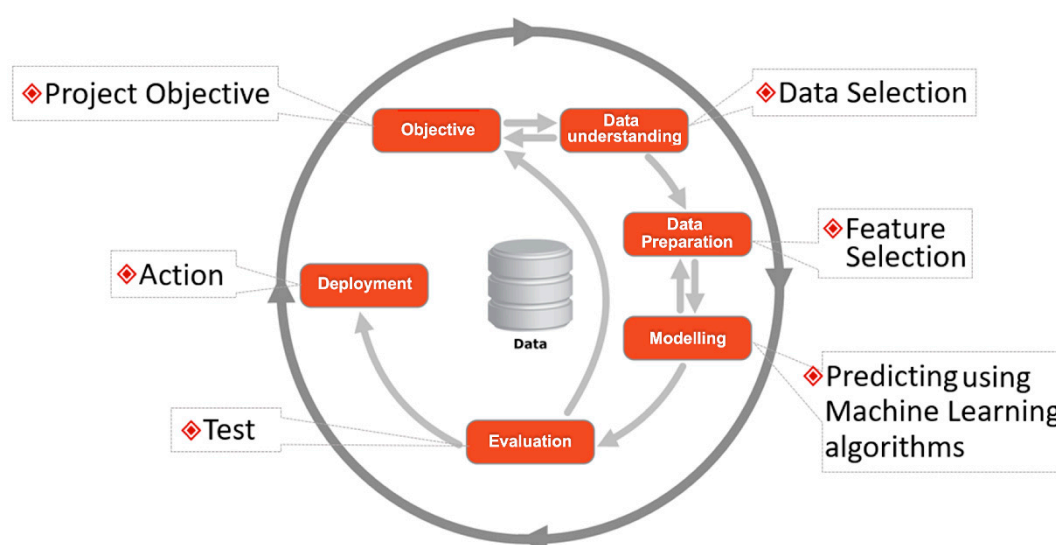 Project Objective
Objective
Data
understanding
Data Selection
Data
Preparation
Feature
Selection
Action
Deployment
Data
Modelling
Predicting using
Machine Learning
algorithms
Test
Evaluation